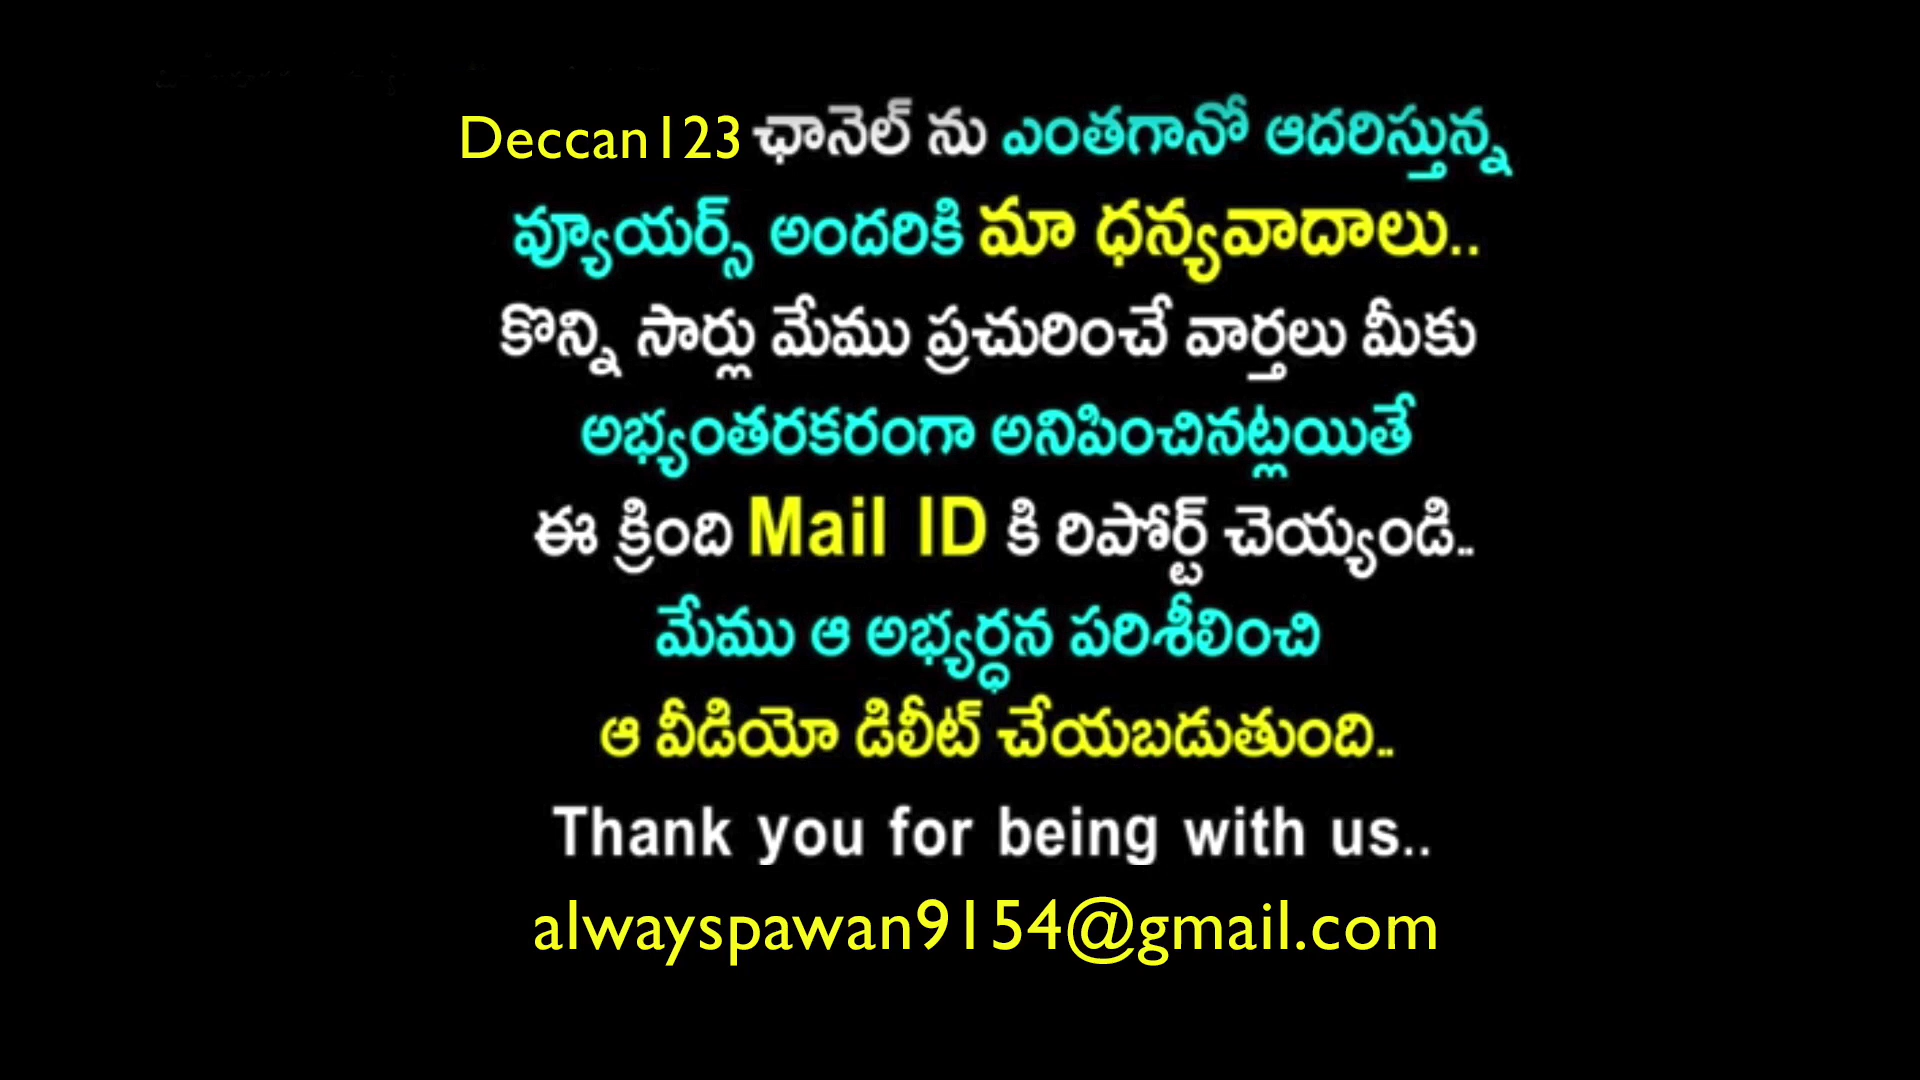 Deccan123 ఛానెల్ ను ఎంతగానో ఆదరిస్తున్న
వ్యూయర్స్ అందరికి మా ధన్యవాదాలు..
కొన్ని సార్లు మేము ప్రచురించే వార్తలు మీకు
అభ్యంతరకరంగా అనిపించినట్లయితే
ఈ క్రింది Mail ID కి రిపోర్ట్ చెయ్యండి..
మేము ఆ అభ్యర్ధన పరిశీలించి
ఆ వీడియో డిలీట్ చేయబడుతుంది..
Thank you for being with us..
alwayspawan9154@gmail.com